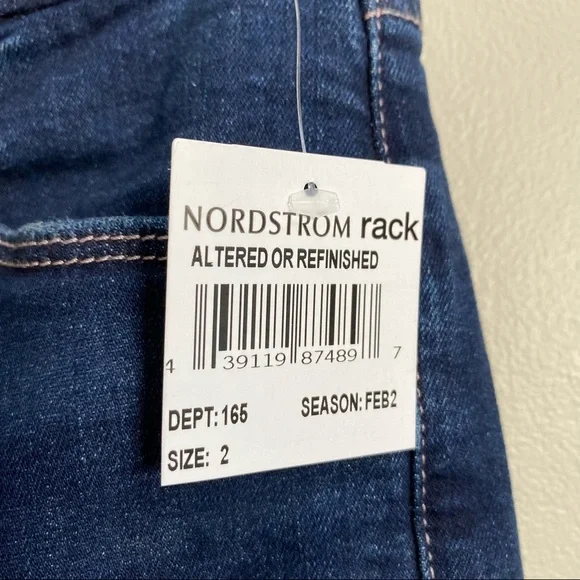 NORDSTROM rack
ALTERED OR REFINISHED
4 39119 87489 7
DEPT: 165 SEASON: FEB2
SIZE: 2